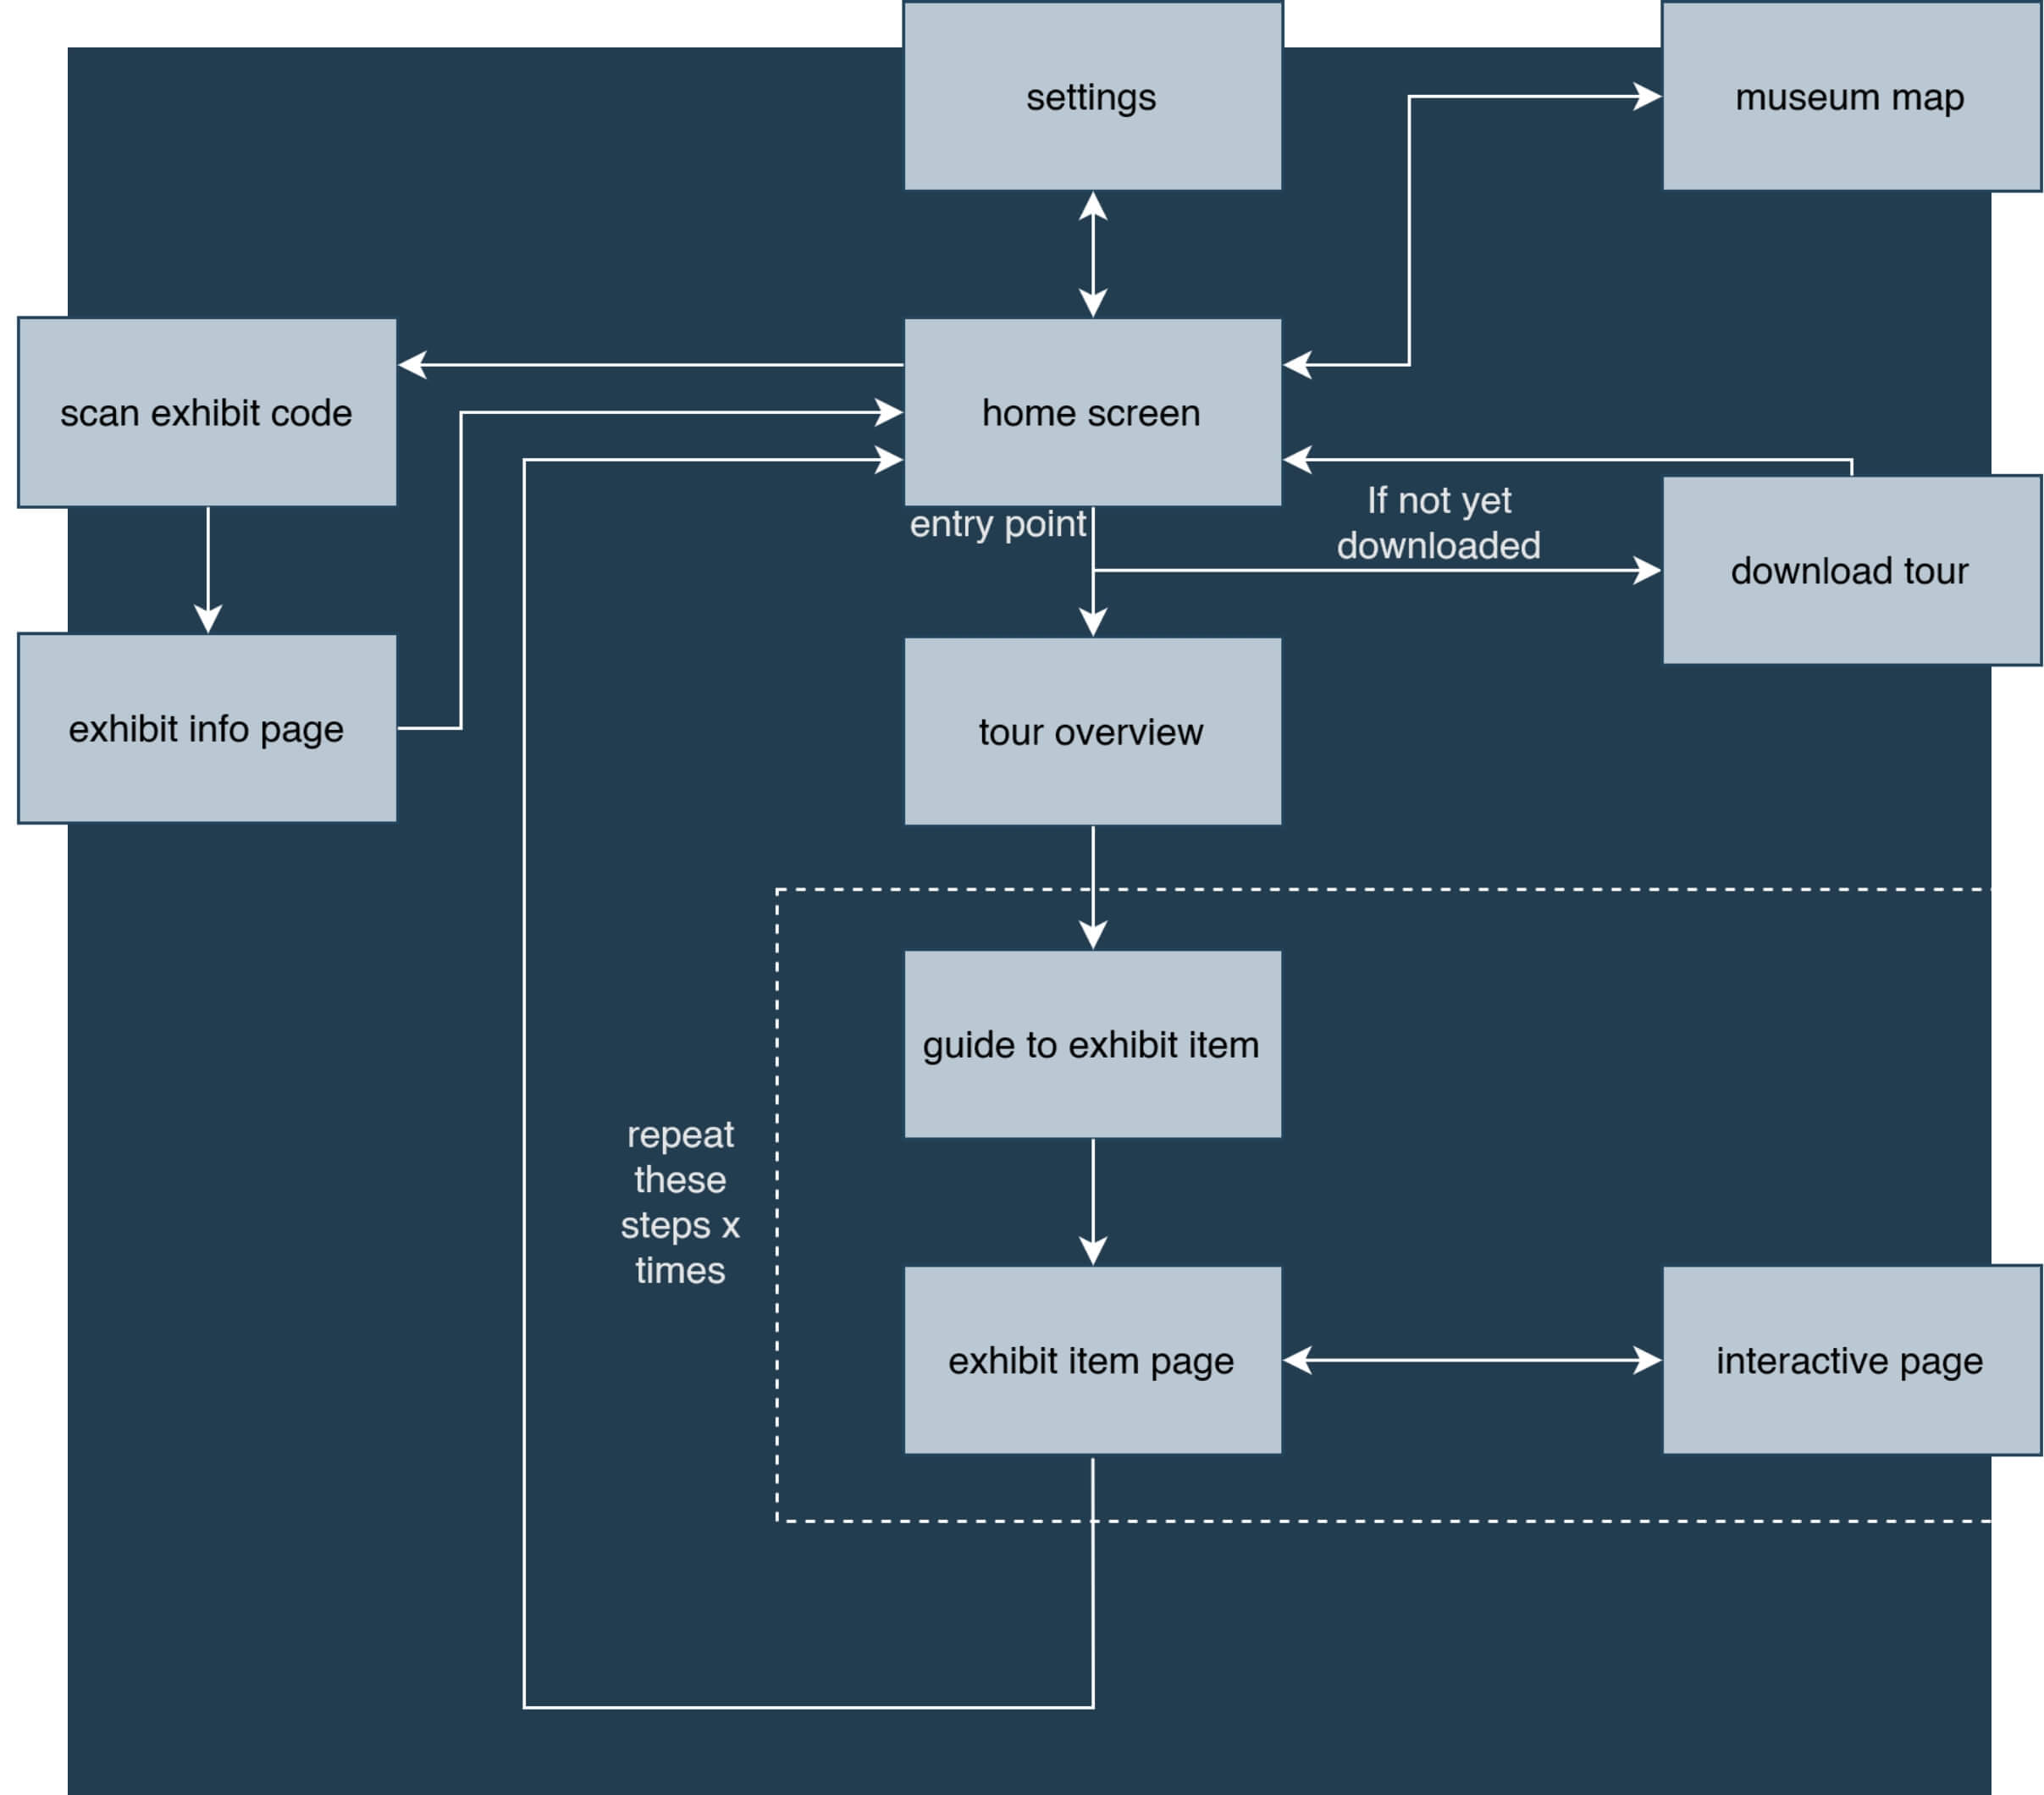 settings
museum map
scan exhibit code
home screen
entry point
If not yet
downloaded
download tour
exhibit info page
tour overview
guide to exhibit item
repeat
these
steps x
times
exhibit item page
interactive page